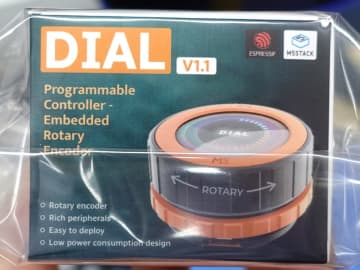 DIAL
V1.1
ESPRESSIF
M5STACK
Programmable
Controller -
Embedded
Rotary
Encoder
DIAL
M5
ROTARY
Rotary encoder
Rich peripherals
Easy to deploy
Low power consumption design